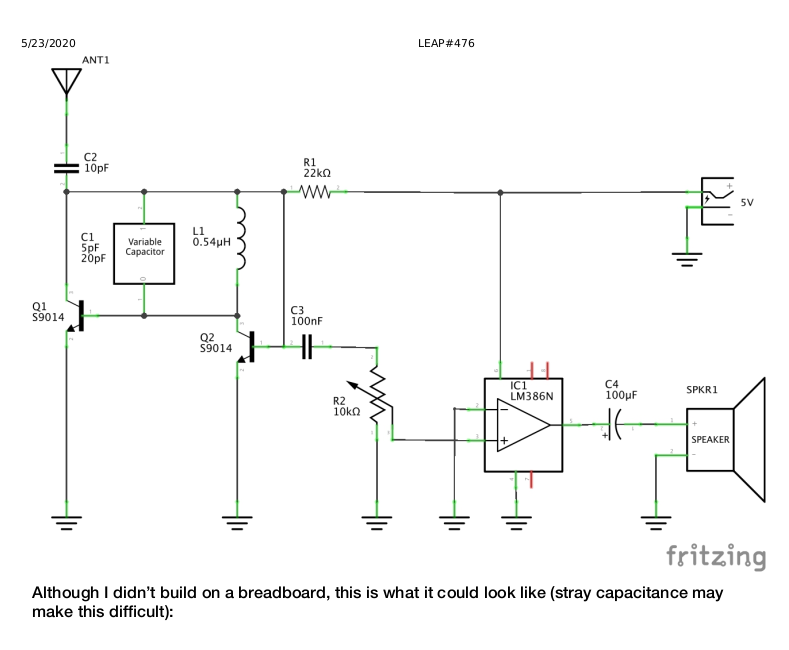 5/23/2020
LEAP#476
ANT1
C2
10pF
R1
22kΩ
5V
C1
5pF
20pF
Variable
Capacitor
L1
0.54μH
Q1
S9014
Q2
S9014
C3
100nF
R2
10kΩ
IC1
LM386N
C4
100μF
SPKR1
SPEAKER
fritzing
Although I didn’t build on a breadboard, this is what it could look like (stray capacitance may
make this difficult):